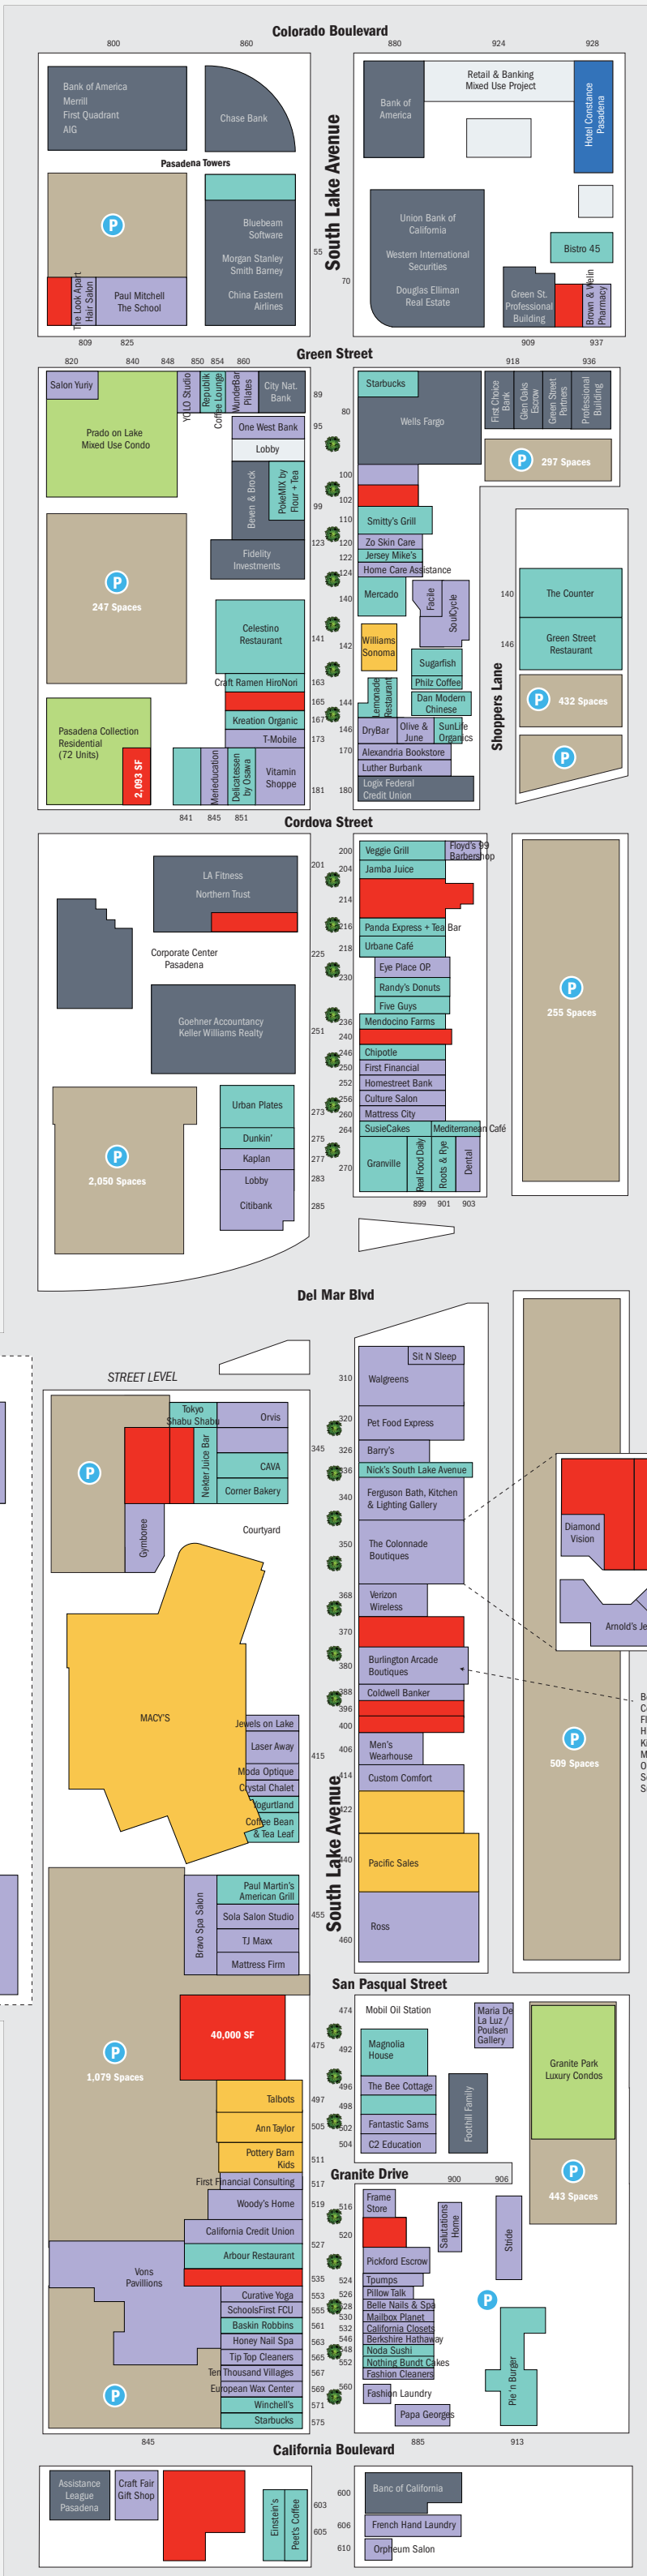 Colorado Boulevard
800
860
880
924
928
Bank of America
Merrill
First Quadrant
AIG
Chase Bank
Pasadena Towers
P
Bluebeam
Software
Morgan Stanley
Smith Barney
China Eastern
Airlines
The Look Apart
Hair Salon
Paul Mitchell
The School
809
825
South Lake Avenue
55
70
Bank of
America
Retail & Banking
Mixed Use Project
Hotel Constance
Pasadena
Union Bank of
California
Western International
Securities
Douglas Elliman
Real Estate
Bistro 45
Green St.
Professional
Building
Brown & Welin
Pharmacy
909
937
Green Street
820
840
848
850
854
860
918
936
Salon Yuriy
Prado on Lake
Mixed Use Condo
YOLO Studio
Republik
Coffee Lounge
WunderBar
Pilates
City Nat.
Bank
89
One West Bank
95
Lobby
Beven & Brock
PokeMIX by
Flour + Tea
99
123
Fidelity
Investments
P
247 Spaces
Celestino
Restaurant
141
Craft Ramen HiroNori
163
165
Kreation Organic
167
T-Mobile
173
Pasadena Collection
Residential
(72 Units)
2,093 SF
Merieducation
Delicatessen
by Osawa
Vitamin
Shoppe
181
841
845
851
Starbucks
80
Wells Fargo
First Choice
Bank
Glen Oaks
Escrow
Green Street
Partners
Professional
Building
P
297 Spaces
100
102
110
Smitty's Grill
120
Zo Skin Care
122
Jersey Mike's
124
Home Care Assistance
140
Mercado
Facile
SoulCycle
142
Williams
Sonoma
Sugarfish
Philz Coffee
144
Lemonade
Restaurant
Dan Modern
Chinese
146
DryBar
Olive &
June
SunLife
Organics
170
Alexandria Bookstore
Luther Burbank
180
Logix Federal
Credit Union
Shoppers Lane
140
The Counter
146
Green Street
Restaurant
P
432 Spaces
P
Cordova Street
201
LA Fitness
Northern Trust
Corporate Center
Pasadena
225
Goehner Accountancy
Keller Williams Realty
251
P
2,050 Spaces
Urban Plates
273
Dunkin'
275
Kaplan
277
Lobby
283
Citibank
285
200
Veggie Grill
Floyd's 99
Barbershop
204
Jamba Juice
214
216
Panda Express + Tea Bar
218
Urbane Café
Eye Place OP.
230
Randy's Donuts
Five Guys
236
Mendocino Farms
240
246
Chipotle
250
First Financial
252
Homestreet Bank
256
Culture Salon
260
Mattress City
264
SusieCakes
Mediterranean Café
270
Granville
Real Food Daily
Roots & Rye
Dental
899
901
903
P
255 Spaces
Del Mar Blvd
STREET LEVEL
P
Tokyo
Shabu Shabu
Orvis
Nekter Juice Bar
345
CAVA
Corner Bakery
Gymboree
Courtyard
MACY'S
Jewels on Lake
Laser Away
415
Moda Optique
Crystal Chalet
Yogurtland
Coffee Bean
& Tea Leaf
Bravo Spa Salon
Paul Martin's
American Grill
Sola Salon Studio
455
TJ Maxx
Mattress Firm
Sit N Sleep
310
Walgreens
320
Pet Food Express
326
Barry's
336
Nick's South Lake Avenue
340
Ferguson Bath, Kitchen
& Lighting Gallery
350
The Colonnade
Boutiques
368
Verizon
Wireless
370
380
Burlington Arcade
Boutiques
388
Coldwell Banker
396
400
406
Men's
Wearhouse
414
Custom Comfort
422
440
Pacific Sales
Ross
460
South Lake Avenue
Diamond
Vision
Arnold's Je
P
509 Spaces
B
C
Fl
H
Ki
M
O
S
S
San Pasqual Street
40,000 SF
475
P
1,079 Spaces
Talbots
497
Ann Taylor
505
Pottery Barn
Kids
511
First Financial Consulting
517
Woody's Home
519
California Credit Union
527
Arbour Restaurant
Vons
Pavillions
535
Curative Yoga
553
SchoolsFirst FCU
555
Baskin Robbins
561
Honey Nail Spa
563
Tip Top Cleaners
565
Ten Thousand Villages
567
European Wax Center
569
Winchell's
571
Starbucks
575
P
845
474
Mobil Oil Station
Maria De
La Luz /
Poulsen
Gallery
492
Magnolia
House
496
The Bee Cottage
498
502
Fantastic Sams
504
C2 Education
Foothill Family
Granite Park
Luxury Condos
P
443 Spaces
Granite Drive
900
906
516
Frame
Store
Salutations
Home
Stride
520
Pickford Escrow
524
Tpumps
526
Pillow Talk
528
Belle Nails & Spa
530
Mailbox Planet
532
California Closets
546
Berkshire Hathaway
548
Noda Sushi
552
Nothing Bundt Cakes
Fashion Cleaners
560
Fashion Laundry
Papa Georges
P
Pie 'n Burger
885
913
California Boulevard
Assistance
League
Pasadena
Craft Fair
Gift Shop
Einstein's
Peet's Coffee
603
605
600
Banc of California
606
French Hand Laundry
610
Orpheum Salon